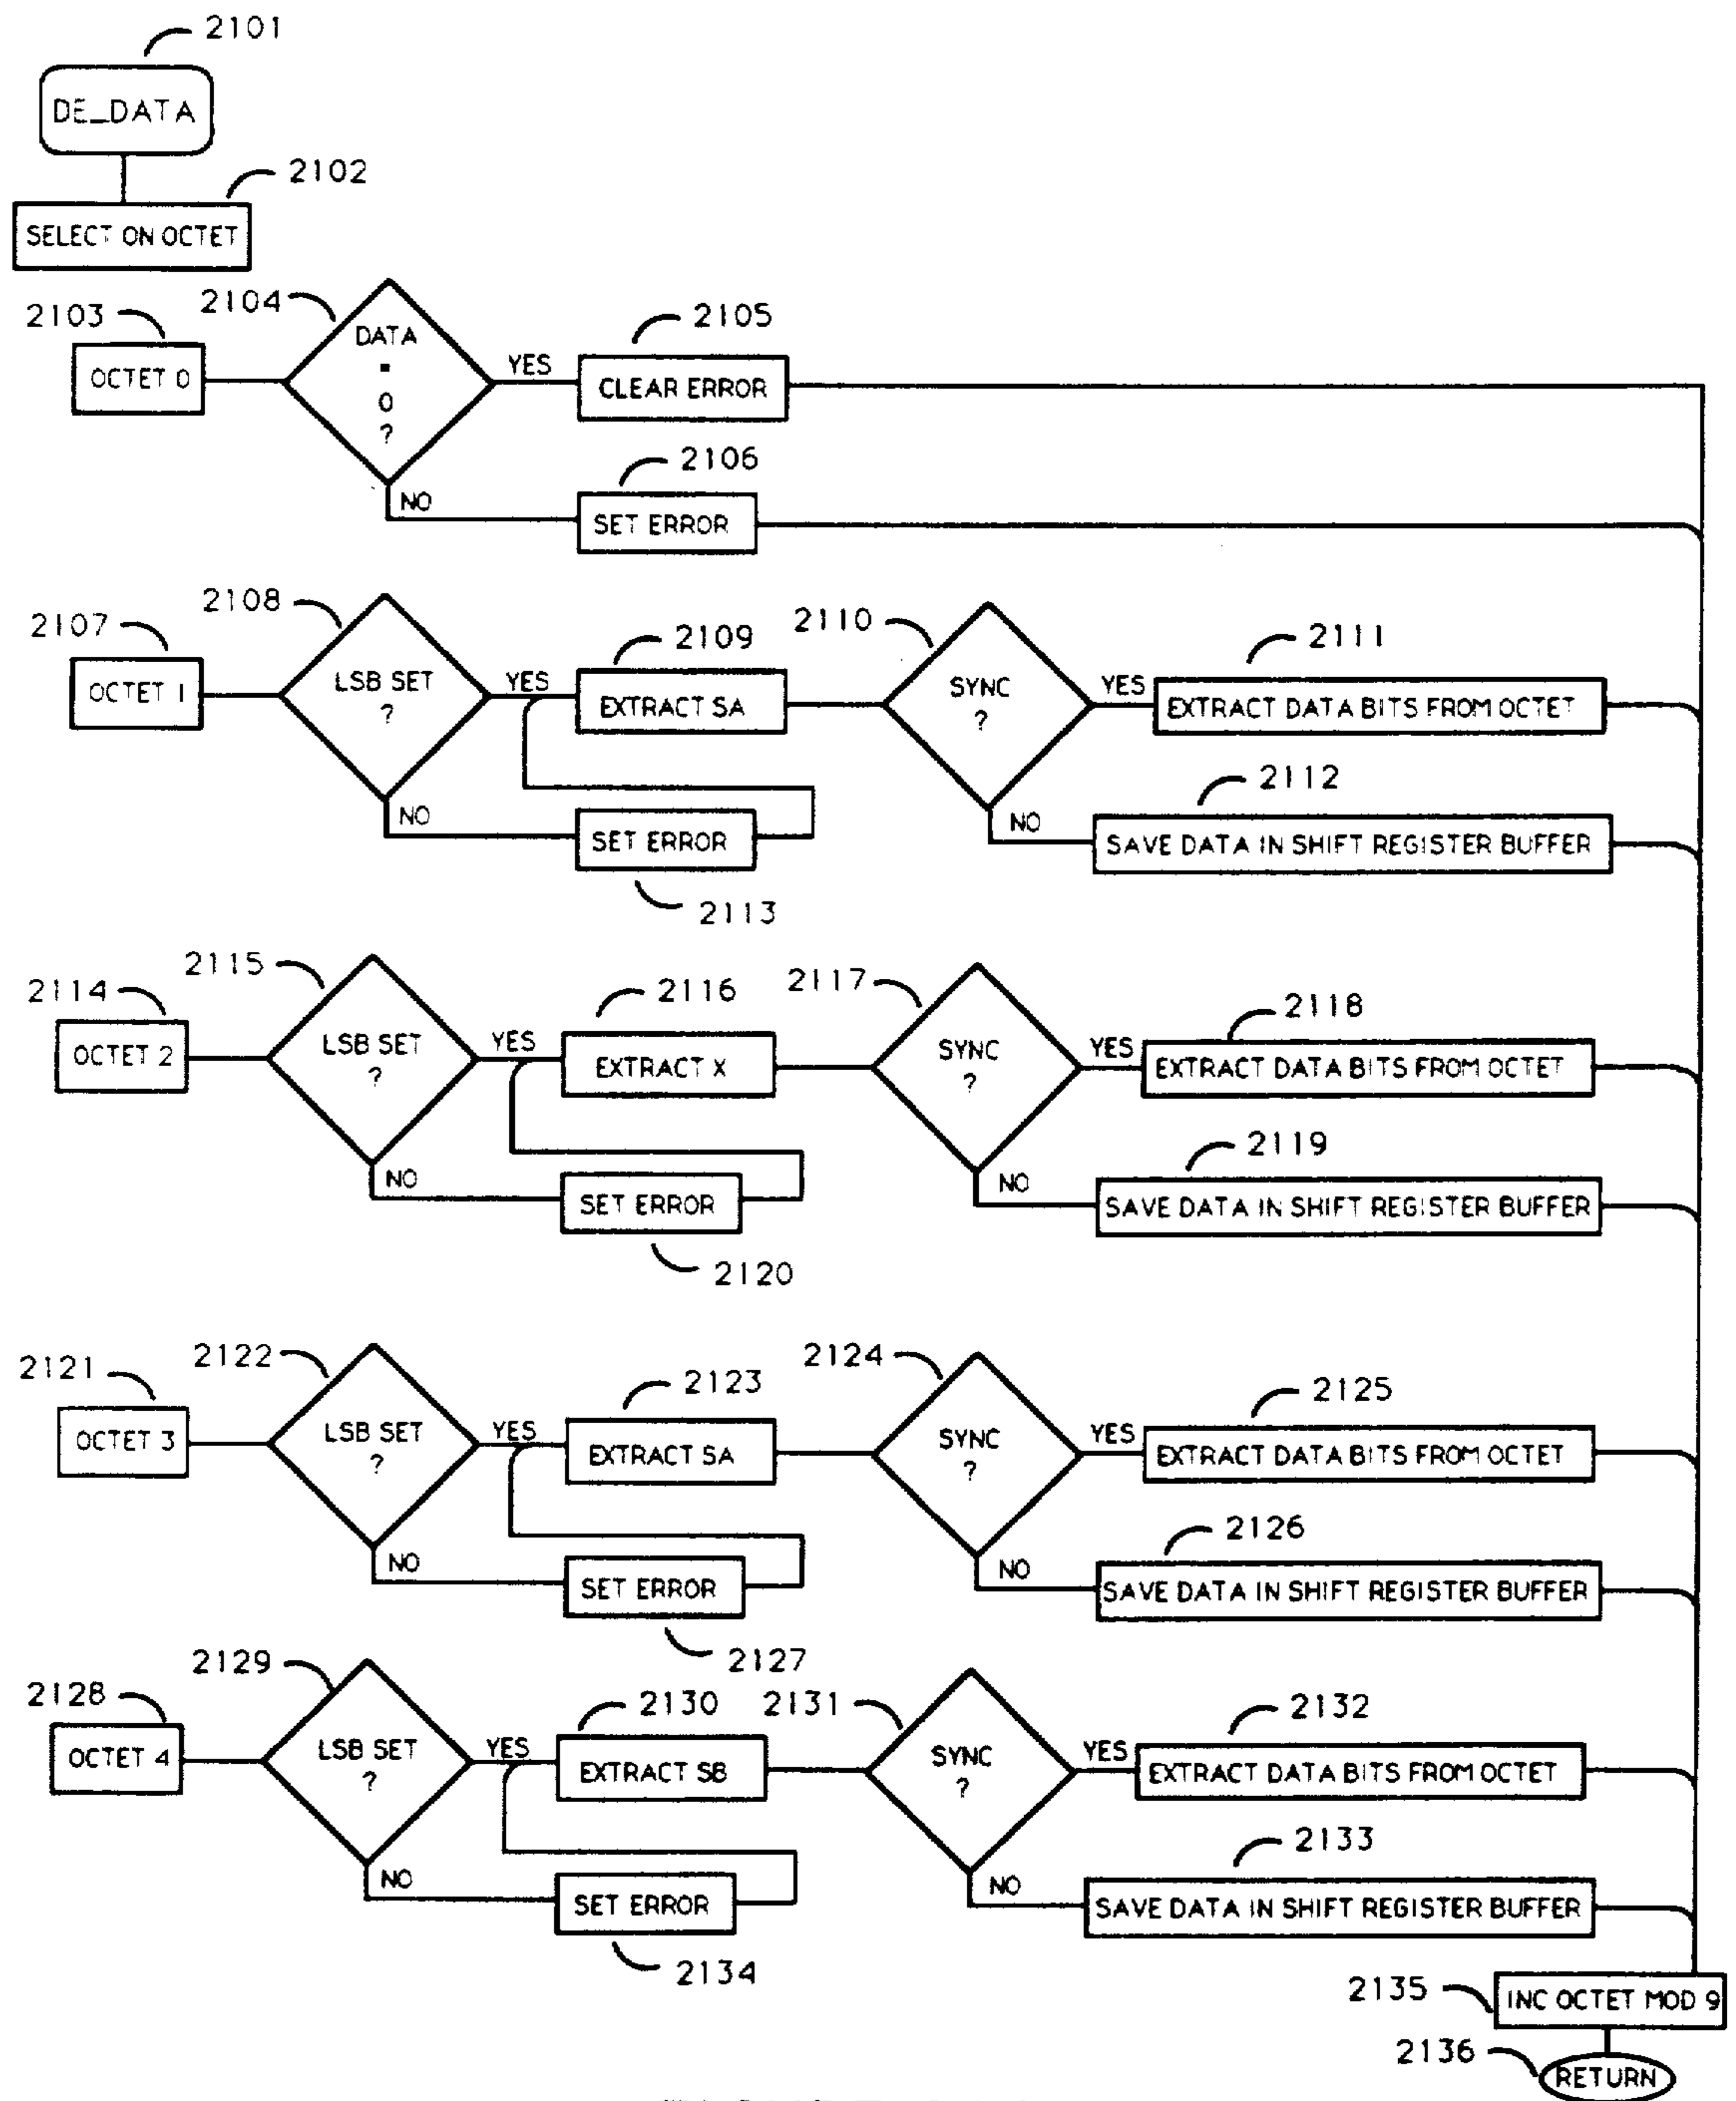 2101
DE_DATA
2102
SELECT ON OCTET
2103
OCTET 0
2104
DATA
=
0
?
YES
2105
CLEAR ERROR
NO
2106
SET ERROR
2107
OCTET 1
2108
LSB SET
?
YES
2109
EXTRACT SA
2110
SYNC
?
YES
2111
EXTRACT DATA BITS FROM OCTET
NO
2112
SAVE DATA IN SHIFT REGISTER BUFFER
NO
SET ERROR
2113
2114
OCTET 2
2115
LSB SET
?
YES
2116
EXTRACT X
2117
SYNC
?
YES
2118
EXTRACT DATA BITS FROM OCTET
NO
2119
SAVE DATA IN SHIFT REGISTER BUFFER
NO
SET ERROR
2120
2121
OCTET 3
2122
LSB SET
?
YES
2123
EXTRACT SA
2124
SYNC
?
YES
2125
EXTRACT DATA BITS FROM OCTET
NO
2126
SAVE DATA IN SHIFT REGISTER BUFFER
NO
SET ERROR
2127
2128
OCTET 4
2129
LSB SET
?
YES
2130
EXTRACT SB
2131
SYNC
?
YES
2132
EXTRACT DATA BITS FROM OCTET
NO
2133
SAVE DATA IN SHIFT REGISTER BUFFER
NO
SET ERROR
2134
2135
INC OCTET MOD 9
2136
RETURN